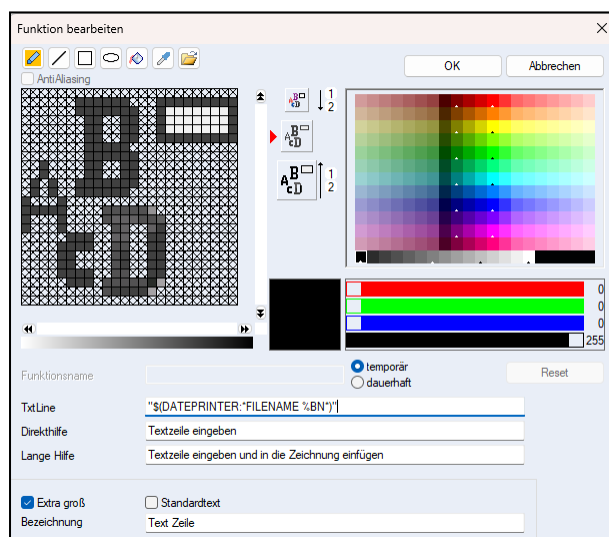 Funktion bearbeiten
AntiAliasing
OK
Abbrechen
1
2
1
2
0
0
0
255
Funktionsname
temporär
dauerhaft
Reset
TxtLine
"$(DATEPRINTER:*FILENAME %BN*)"
Direkthilfe
Textzeile eingeben
Lange Hilfe
Textzeile eingeben und in die Zeichnung einfügen
Extra groß
Standardtext
Bezeichnung
Text Zeile